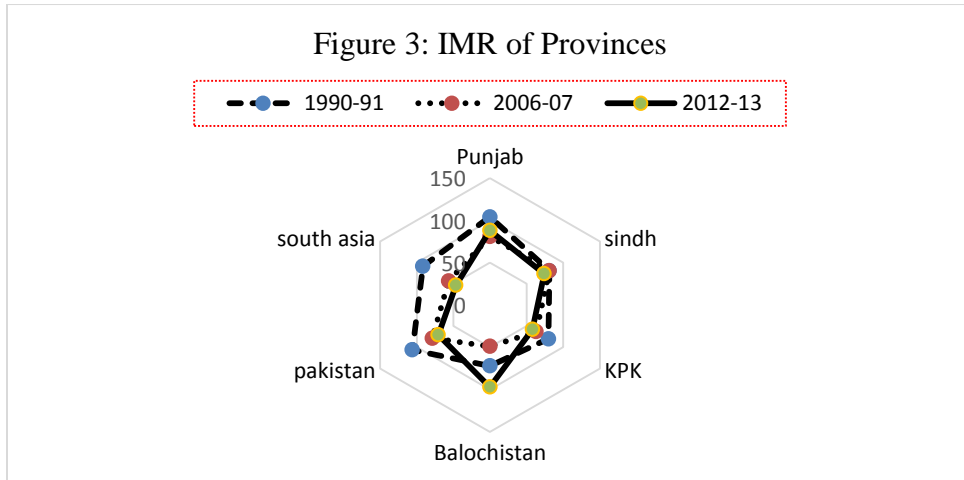 Figure 3: IMR of Provinces
1990-91 2006-07 2012-13
Punjab
150
100
south asia sindh
50
0
pakistan KPK
Balochistan